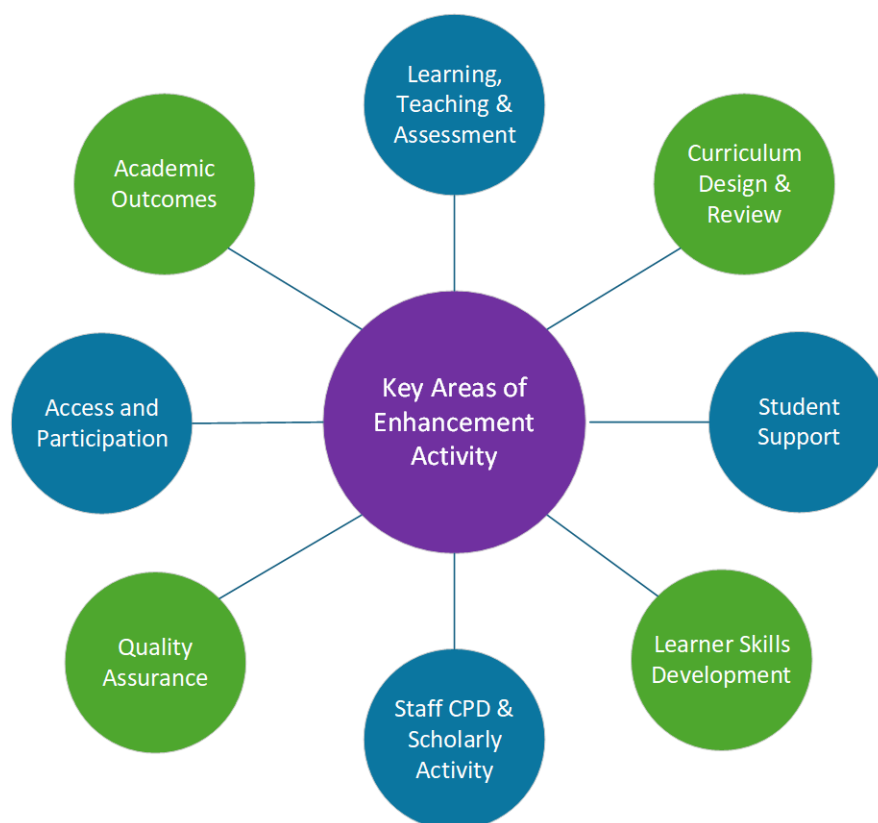 Learning,
Teaching &
Assessment
Curriculum
Design &
Review
Student
Support
Learner Skills
Development
Staff CPD &
Scholarly
Activity
Quality
Assurance
Access and
Participation
Academic
Outcomes
Key Areas of
Enhancement
Activity